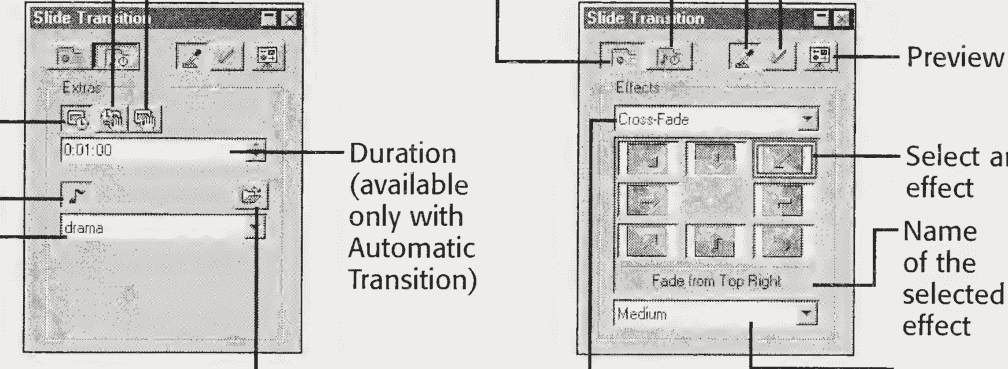 Slide Transition
Extras
0:01:00
drama
Duration
(available
only with
Automatic
Transition)
Slide Transition
Effects
Cross-Fade
Fade from Top Right
Medium
Preview
Select an
effect
Name
of the
selected
effect